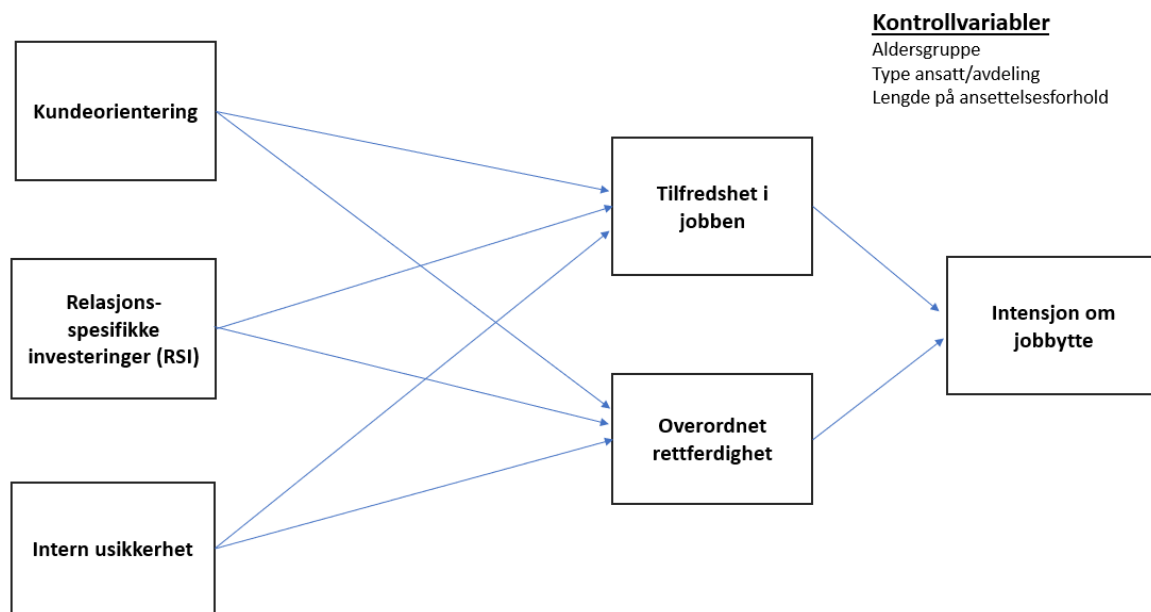 Kontrollvariabler
Aldersgruppe
Type ansatt/avdeling
Lengde på ansettelsesforhold
Kundeorientering
Relasjons-
spesifikke
investeringer (RSI)
Intern usikkerhet
Tilfredshet i
jobben
Overordnet
rettferdighet
Intensjon om
jobbytte